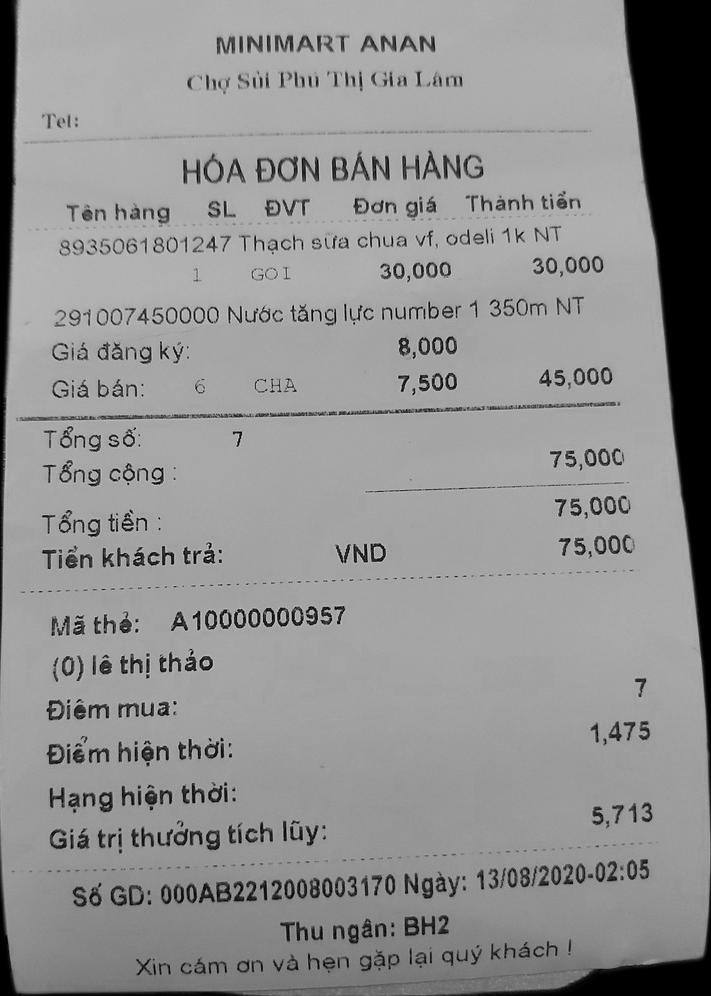 MINIMART ANAN
Chợ Sủi Phú Thị Gia Lâm
Tel:
HÓA ĐƠN BÁN HÀNG
Tên hàng SL ĐVT Đơn giá Thành tiền
8935061801247 Thạch sữa chua vf, odeli 1k NT
1 GOI 30,000 30,000
291007450000 Nước tăng lực number 1 350m NT
Giá đăng ký: 8,000
Giá bán: 6 CHA 7,500 45,000
Tổng số: 7
Tổng cộng : 75,000
Tổng tiền : 75,000
Tiền khách trả: VND 75,000
Mã thẻ: A10000000957
(0) lê thị thảo
Điểm mua: 7
Điểm hiện thời: 1,475
Hạng hiện thời:
Giá trị thưởng tích lũy: 5,713
Số GD: 000AB2212008003170 Ngày: 13/08/2020-02:05
Thu ngân: BH2
Xin cám ơn và hẹn gặp lại quý khách !